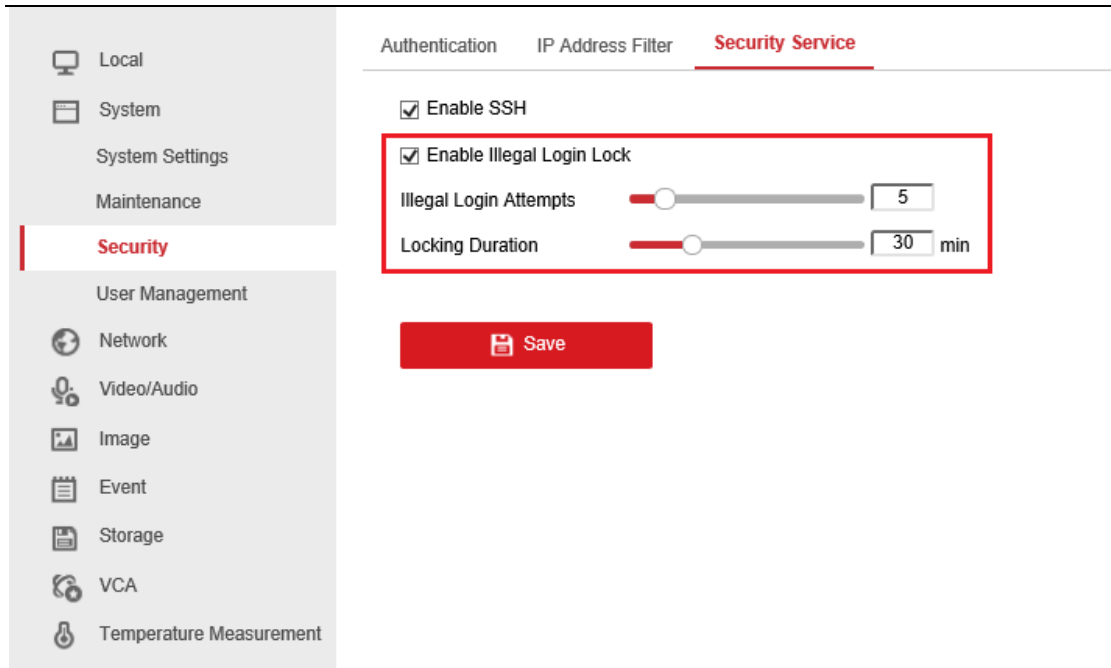 Local
System
System Settings
Maintenance
Security
User Management
Network
Video/Audio
Image
Event
Storage
VCA
Temperature Measurement
Authentication IP Address Filter Security Service
Enable SSH
Enable Illegal Login Lock
Illegal Login Attempts 5
Locking Duration 30 min
Save